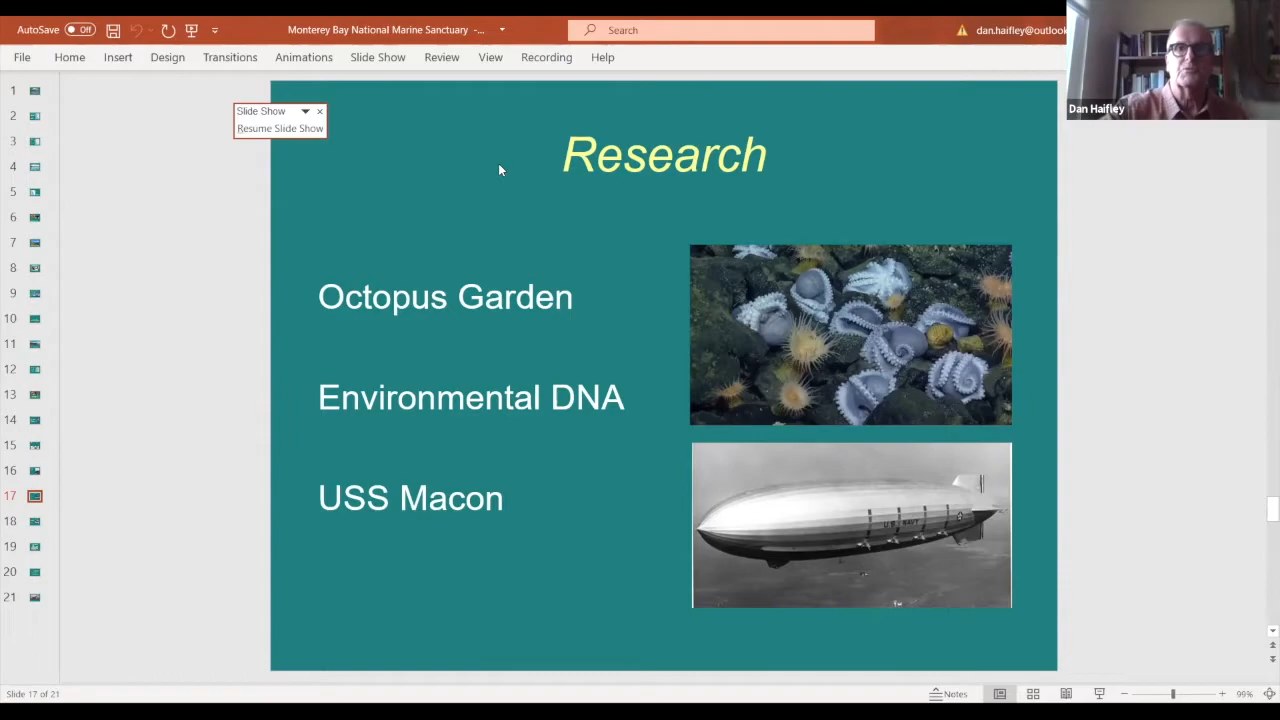 AutoSave Off
Monterey Bay National Marine Sanctuary -...
Search
dan.haifley@outlook
File Home Insert Design Transitions Animations Slide Show Review View Recording Help
Dan Haifley
Slide Show
Resume Slide Show
1
2
3
4
5
6
7
8
9
10
11
12
13
14
15
16
17
18
19
20
21
Research
Octopus Garden
Environmental DNA
USS Macon
U.S. NAVY
Slide 17 of 21
Notes
99%